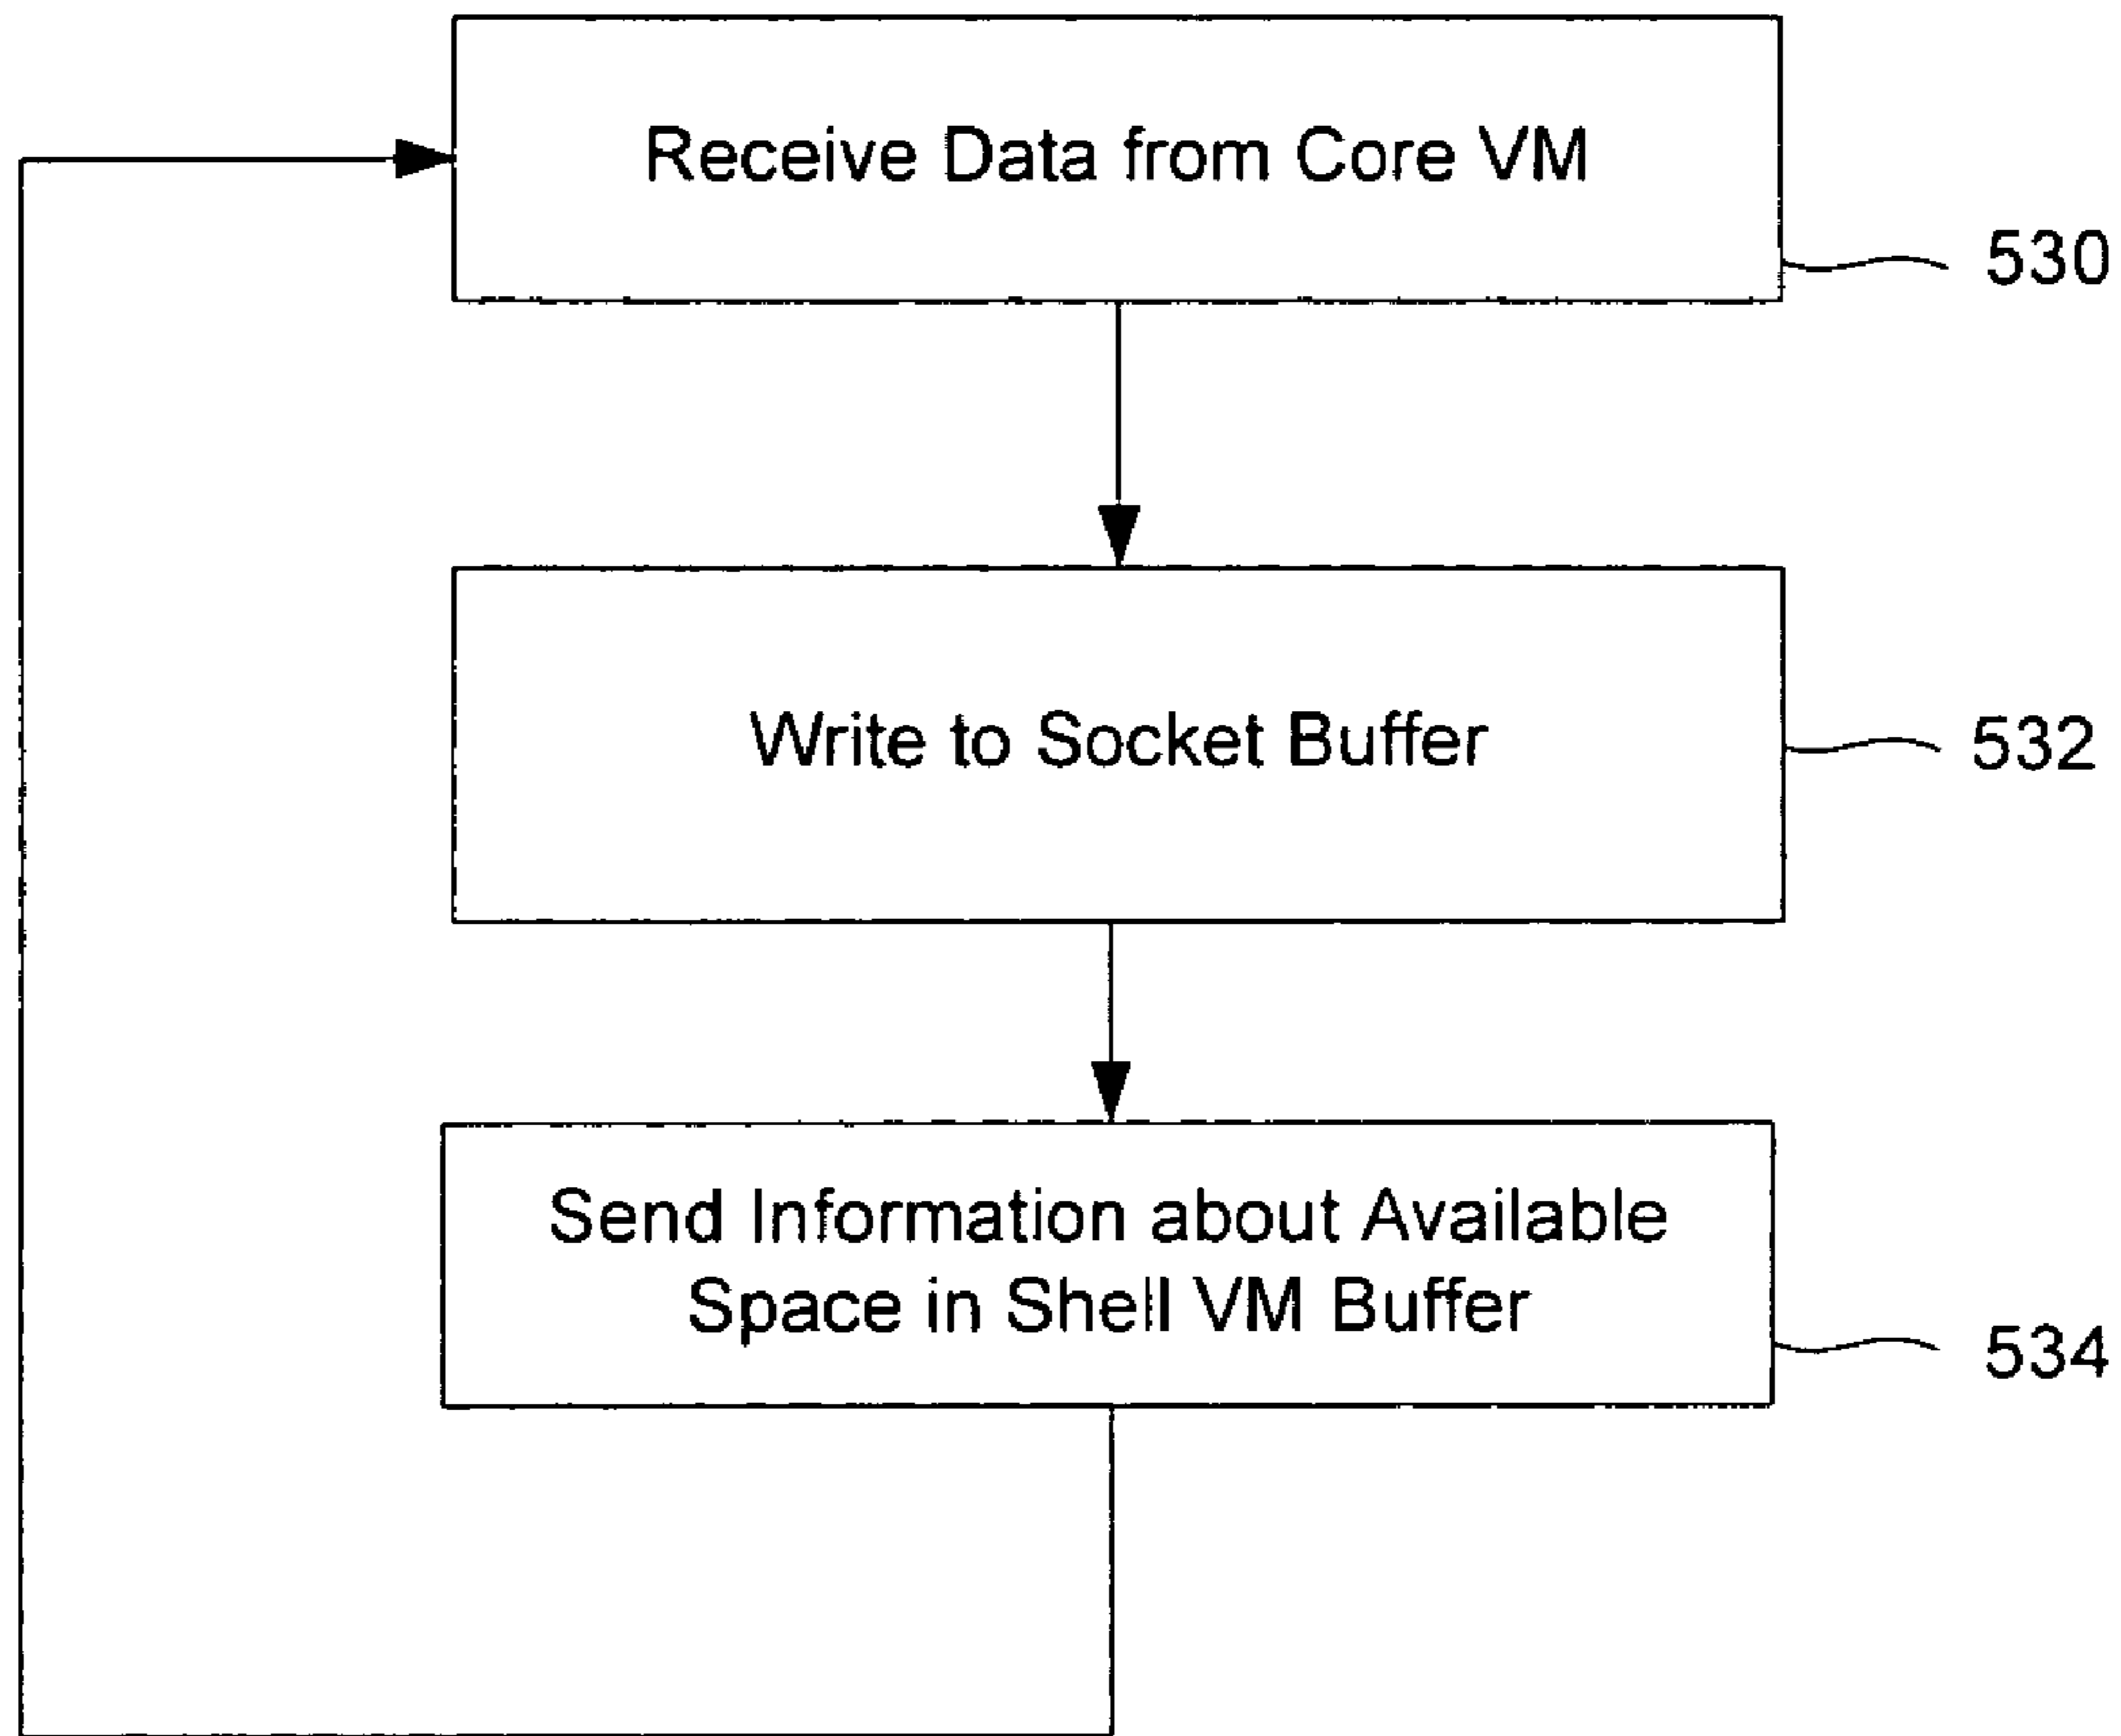 Receive Data from Core VM
530
Write to Socket Buffer
532
Send Information about Available
Space in Shell VM Buffer
534